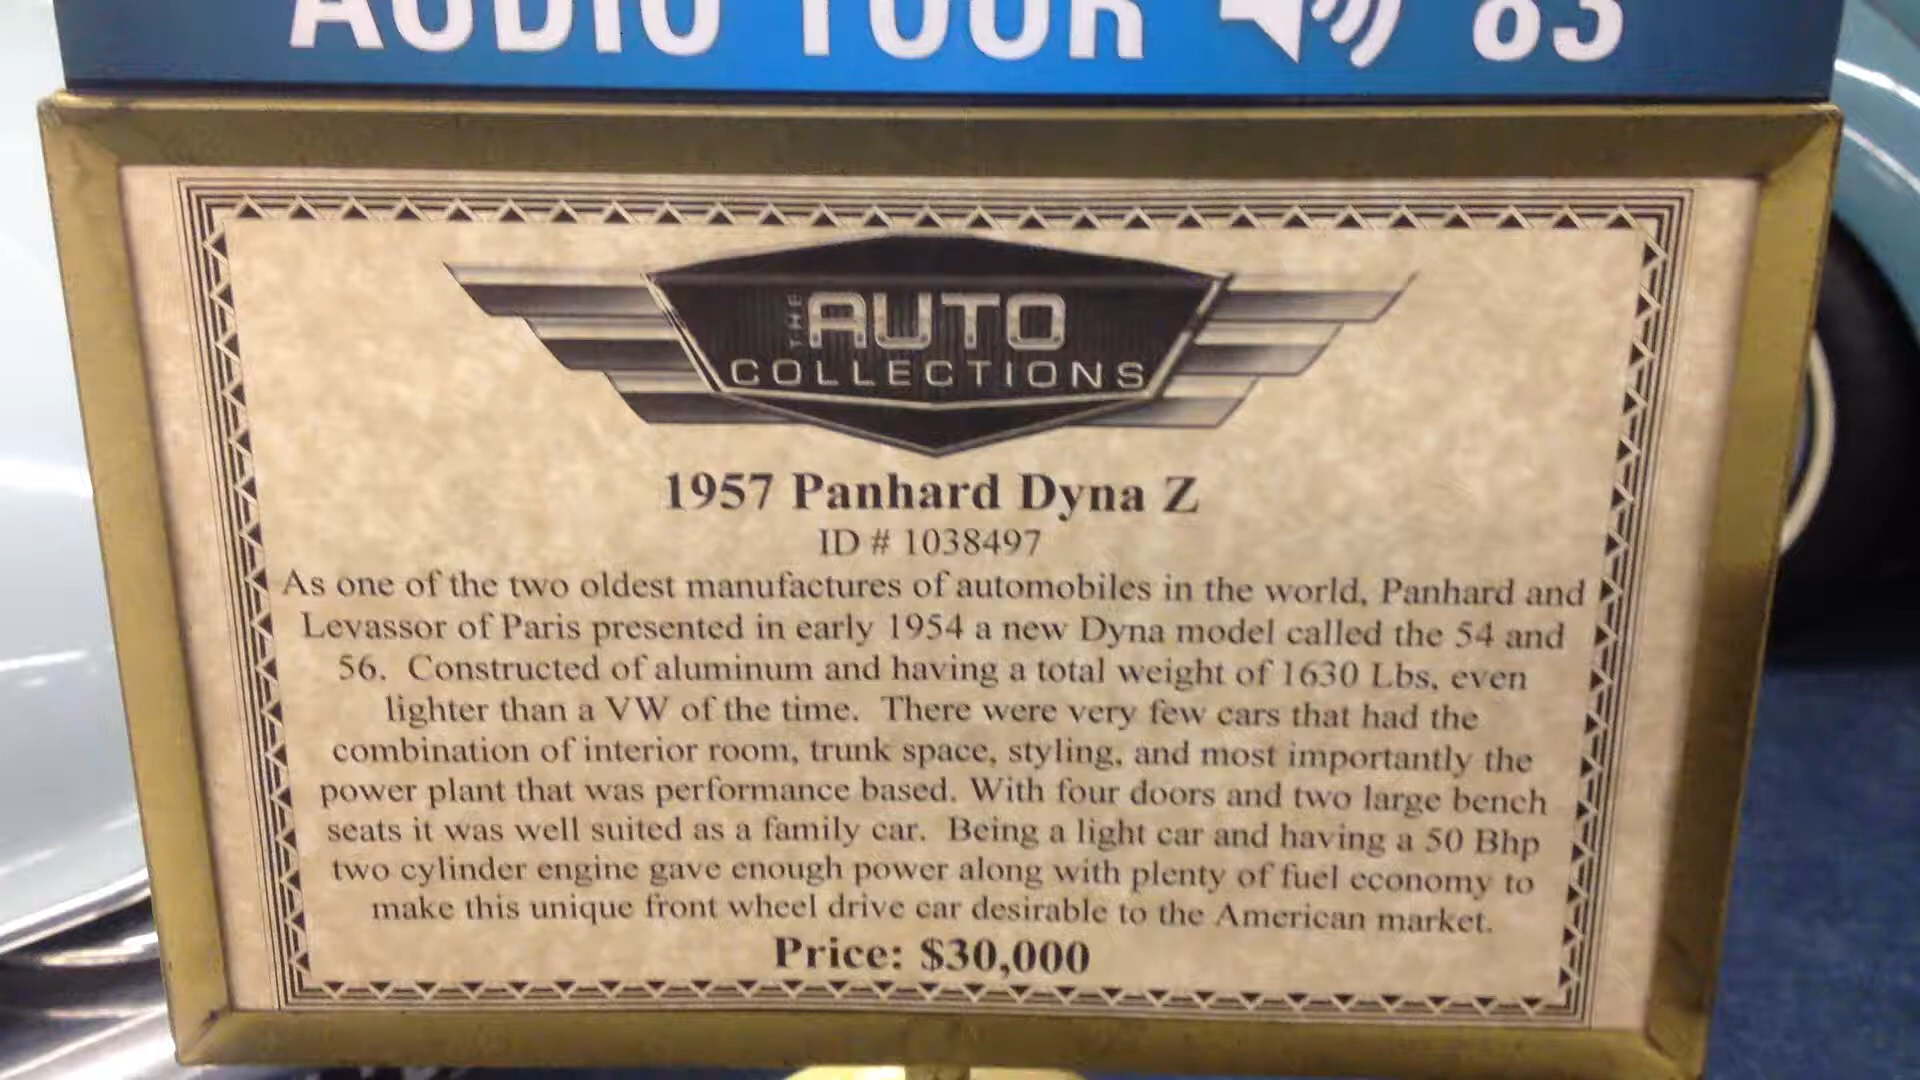 AUDIO TOUR 83
THE AUTO
COLLECTIONS
1957 Panhard Dyna Z
ID # 1038497
As one of the two oldest manufactures of automobiles in the world, Panhard and
Levassor of Paris presented in early 1954 a new Dyna model called the 54 and
56. Constructed of aluminum and having a total weight of 1630 Lbs, even
lighter than a VW of the time. There were very few cars that had the
combination of interior room, trunk space, styling, and most importantly the
power plant that was performance based. With four doors and two large bench
seats it was well suited as a family car. Being a light car and having a 50 Bhp
two cylinder engine gave enough power along with plenty of fuel economy to
make this unique front wheel drive car desirable to the American market.
Price: $30,000